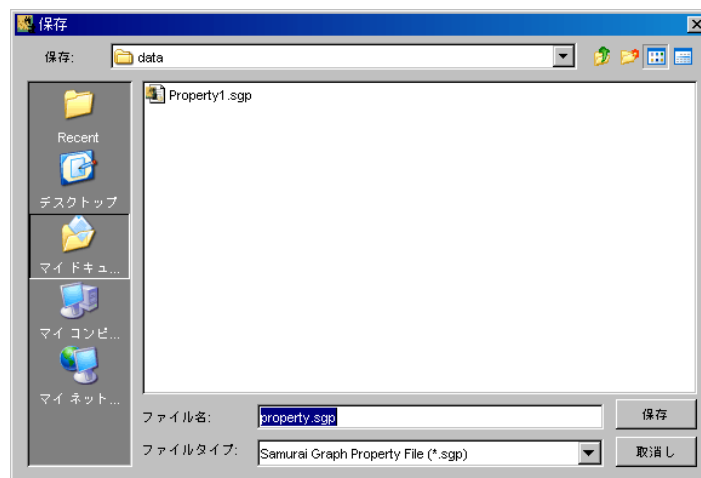 保存
保存: data
Property1.sgp
Recent
デスクトップ
マイ ドキュ...
マイ コンピ...
マイ ネット...
ファイル名: property.sgp 保存
ファイルタイプ: Samurai Graph Property File (*.sgp) 取消し